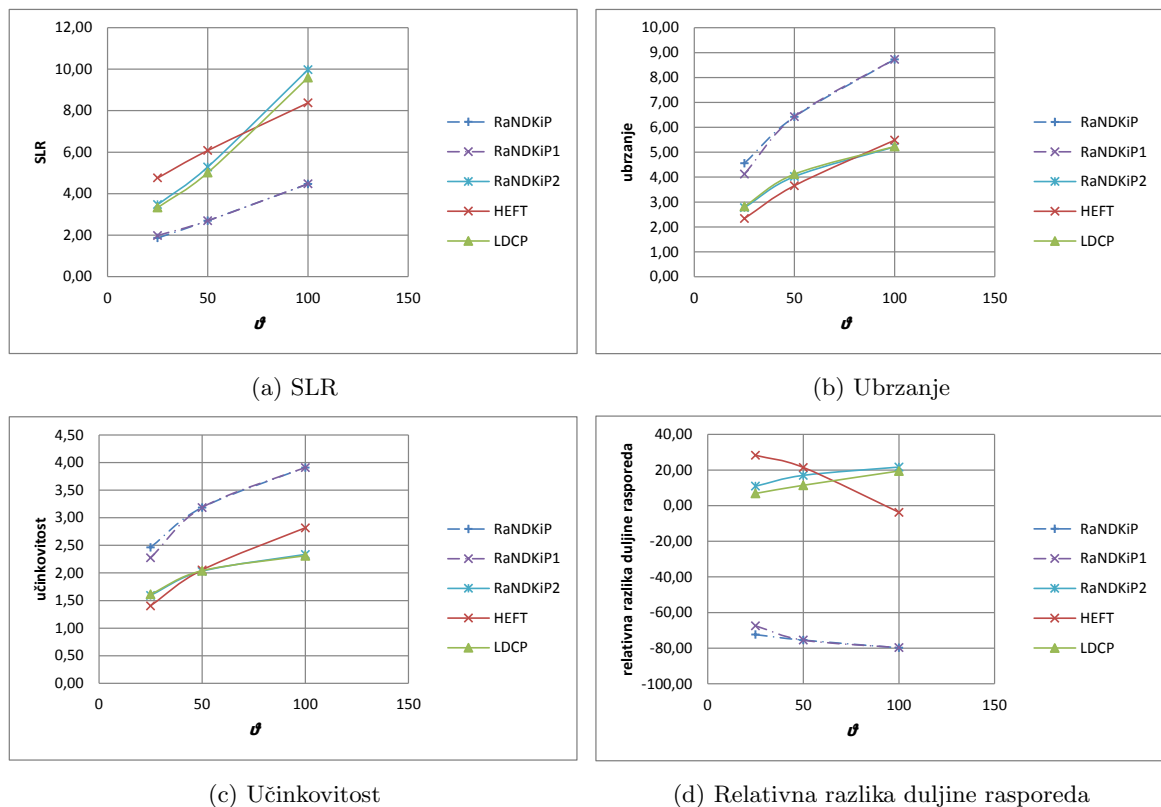 12,00
10,00
8,00
6,00
4,00
2,00
0,00
SLR
0 50 100 150
ϑ
RaNDKiP
RaNDKiP1
RaNDKiP2
HEFT
LDCP
(a) SLR
10,00
9,00
8,00
7,00
6,00
5,00
4,00
3,00
2,00
1,00
0,00
ubrzanje
0 50 100 150
ϑ
RaNDKiP
RaNDKiP1
RaNDKiP2
HEFT
LDCP
(b) Ubrzanje
4,50
4,00
3,50
3,00
2,50
2,00
1,50
1,00
0,50
0,00
učinkovitost
0 50 100 150
ϑ
RaNDKiP
RaNDKiP1
RaNDKiP2
HEFT
LDCP
(c) Učinkovitost
40,00
20,00
0,00
-20,00
-40,00
-60,00
-80,00
-100,00
relativna razlika duljine rasporeda
0 50 100 150
ϑ
RaNDKiP
RaNDKiP1
RaNDKiP2
HEFT
LDCP
(d) Relativna razlika duljine rasporeda